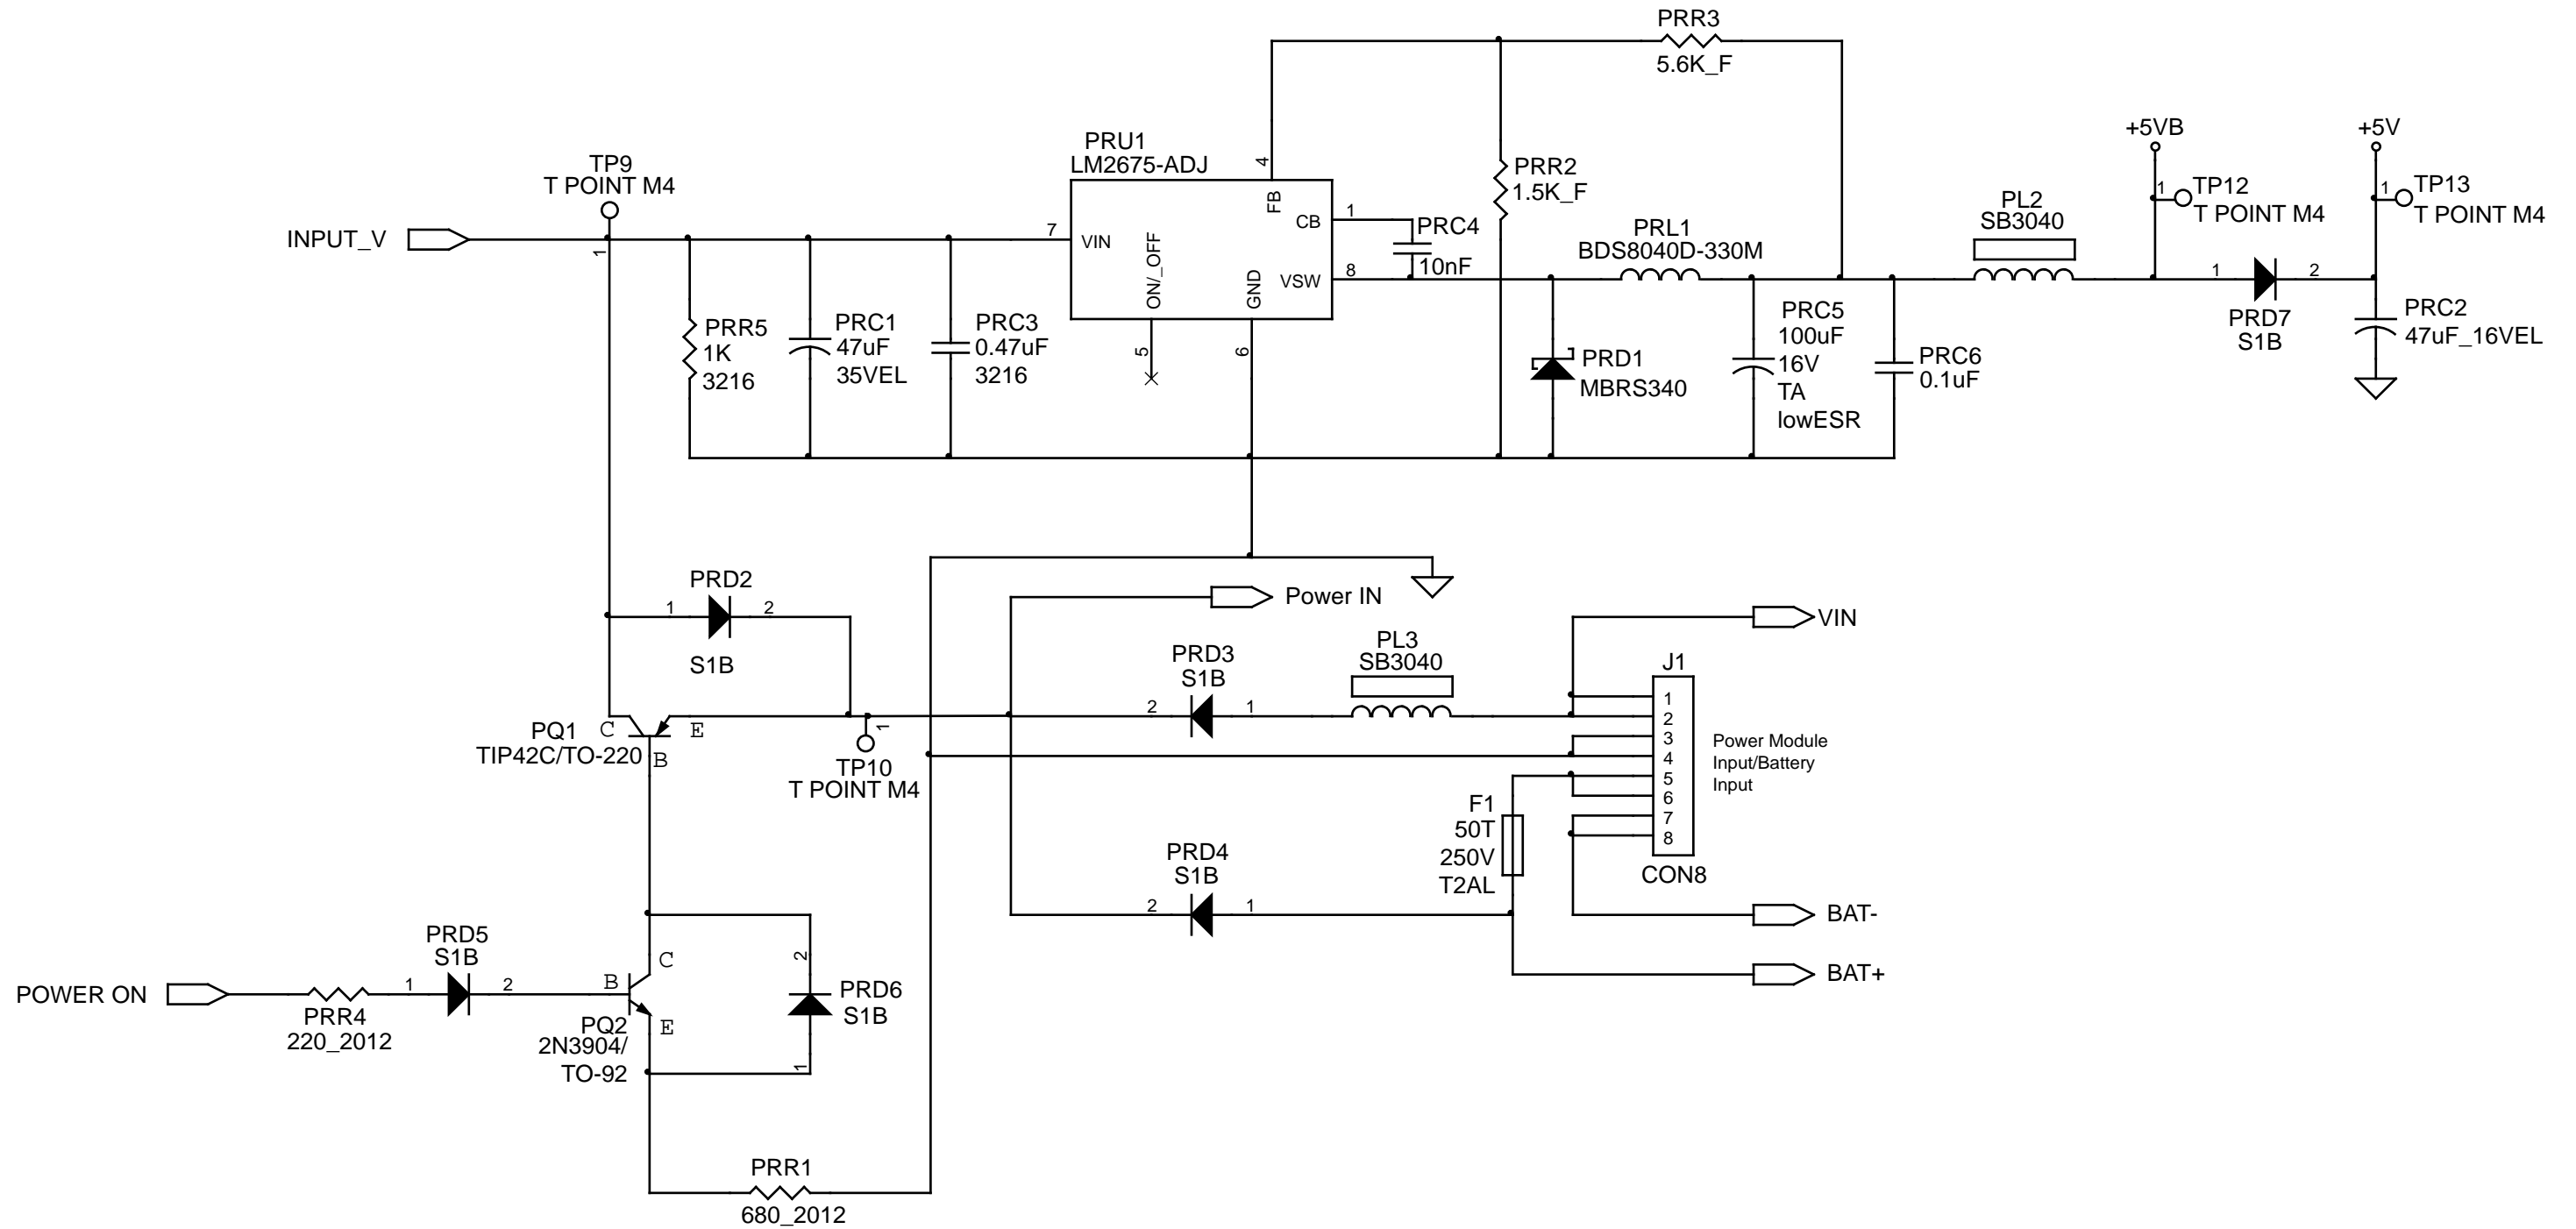 PRR3
5.6K_F
PRU1
LM2675-ADJ
4
FB
CB
1
PRC4
10nF
7
VIN
ON/_OFF
GND
VSW
8
5
6
PRR2
1.5K_F
TP9
T POINT M4
1
INPUT_V
PRR5
1K
3216
PRC1
47uF
35VEL
PRC3
0.47uF
3216
PRL1
BDS8040D-330M
PRD1
MBRS340
PRC5
100uF
16V
TA
lowESR
PRC6
0.1uF
PL2
SB3040
+5VB
1
TP12
T POINT M4
+5V
1
TP13
T POINT M4
1
2
PRD7
S1B
PRC2
47uF_16VEL
PRD2
1
2
S1B
Power IN
VIN
PRD3
S1B
2
1
PL3
SB3040
J1
1
2
3
4
5
6
7
8
CON8
Power Module
Input/Battery
Input
PQ1
TIP42C/TO-220
C
E
B
1
TP10
T POINT M4
F1
50T
250V
T2AL
PRD4
S1B
2
1
BAT-
BAT+
POWER ON
PRR4
220_2012
PRD5
S1B
1
2
B
C
E
PQ2
2N3904/
TO-92
2
PRD6
S1B
1
PRR1
680_2012